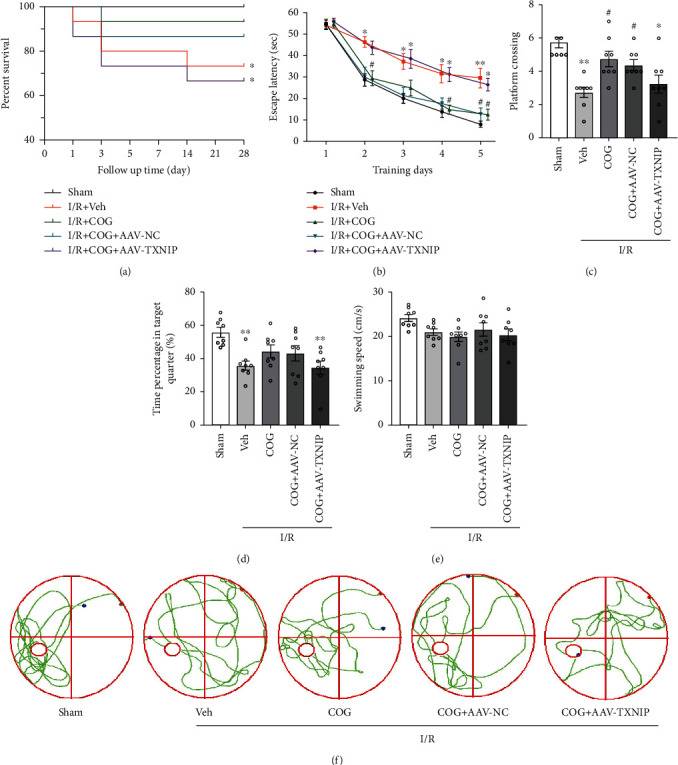 100
80
60
40
Percent survival
0 1 3 5 7 14 21 28
Follow up time (day)
*
*
Sham
I/R+Veh
I/R+COG
I/R+COG+AAV-NC
I/R+COG+AAV-TXNIP
(a)
60
50
40
30
20
10
0
Escape latency (sec)
* * * * * ** *
# # # #
1 2 3 4 5
Training days
Sham
I/R+Veh
I/R+COG
I/R+COG+AAV-NC
I/R+COG+AAV-TXNIP
(b)
8
6
4
2
0
Platform crossing
** # # *
Sham
Veh
COG
COG+AAV-NC
COG+AAV-TXNIP
I/R
(c)
80
60
40
20
0
Time percentage in target
quarter (%)
** **
Sham
Veh
COG
COG+AAV-NC
COG+AAV-TXNIP
I/R
(d)
30
20
10
0
Swimming speed (cm/s)
Sham
Veh
COG
COG+AAV-NC
COG+AAV-TXNIP
I/R
(e)
Sham Veh COG COG+AAV-NC COG+AAV-TXNIP
I/R
(f)